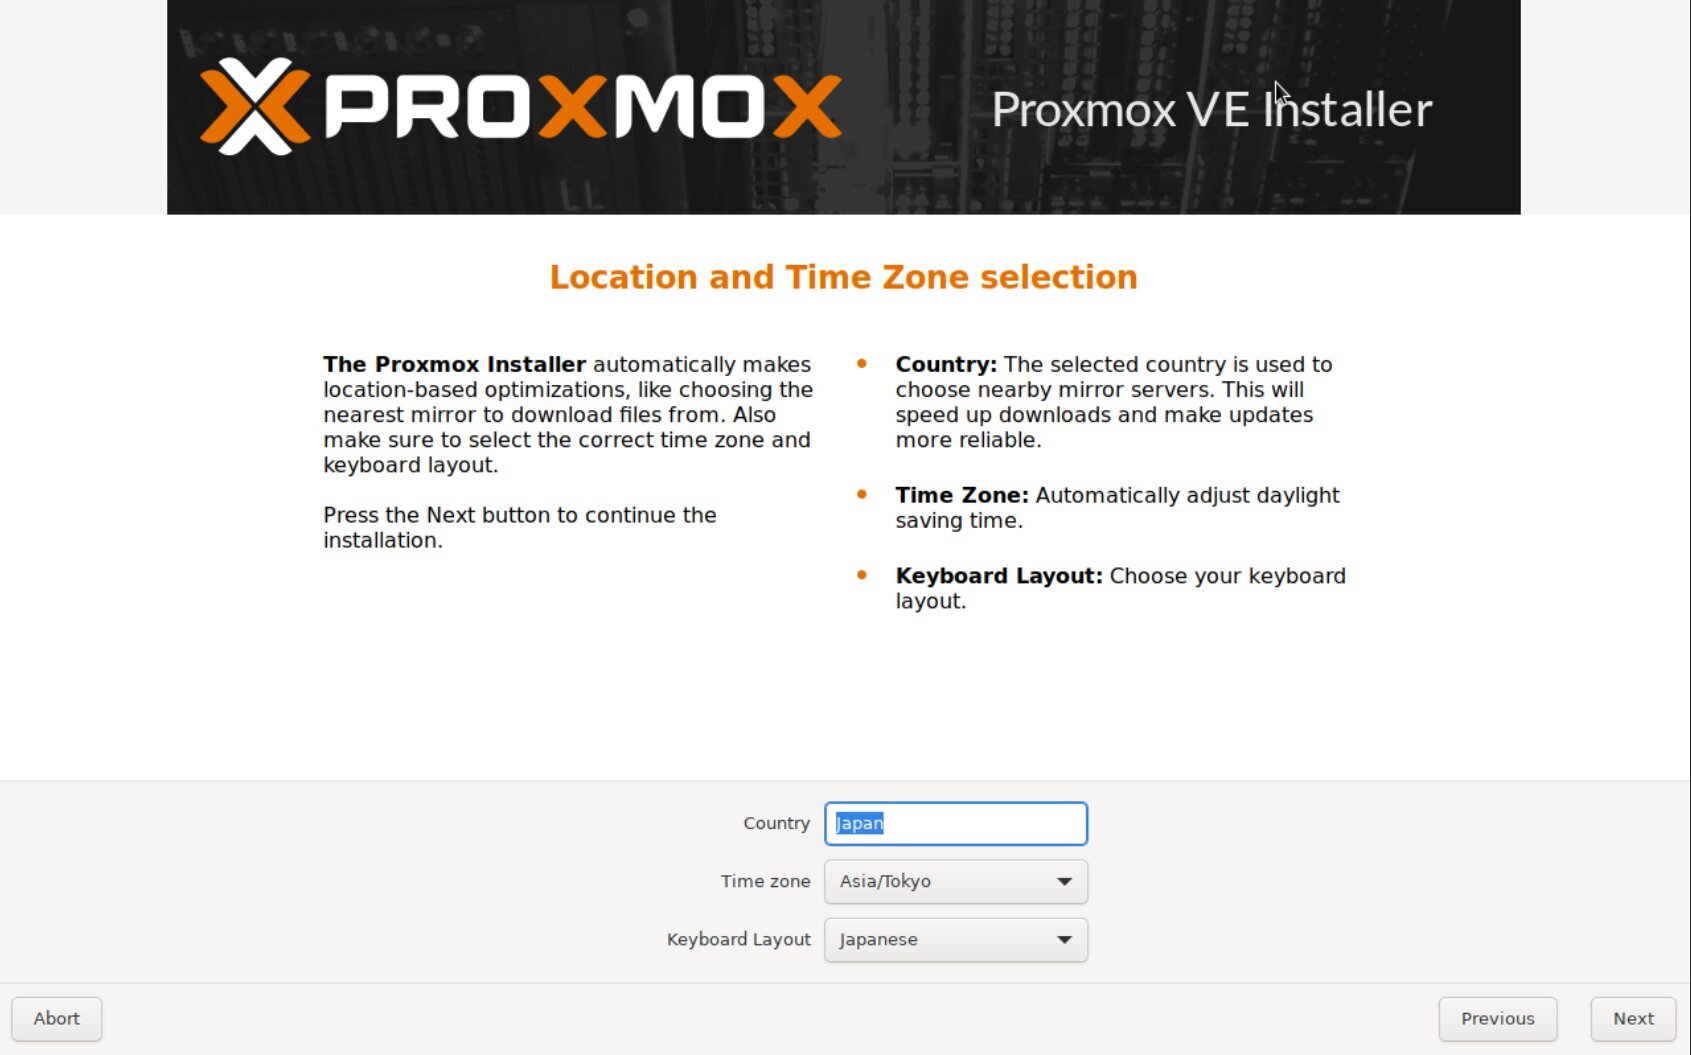 PROXMOX
Proxmox VE Installer
Location and Time Zone selection
The Proxmox Installer automatically makes
location-based optimizations, like choosing the
nearest mirror to download files from. Also
make sure to select the correct time zone and
keyboard layout.
Press the Next button to continue the
installation.
Country: The selected country is used to
choose nearby mirror servers. This will
speed up downloads and make updates
more reliable.
Time Zone: Automatically adjust daylight
saving time.
Keyboard Layout: Choose your keyboard
layout.
Country Japan
Time zone Asia/Tokyo
Keyboard Layout Japanese
Abort Previous Next